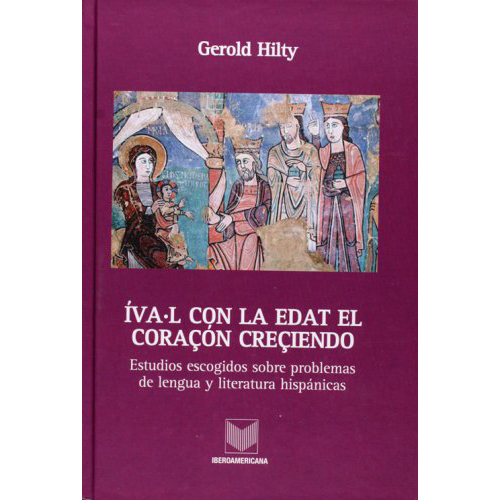 Gerold Hilty
ÍVA·L CON LA EDAT EL
CORAÇÓN CREÇIENDO
Estudios escogidos sobre problemas
de lengua y literatura hispánicas
IBEROAMERICANA